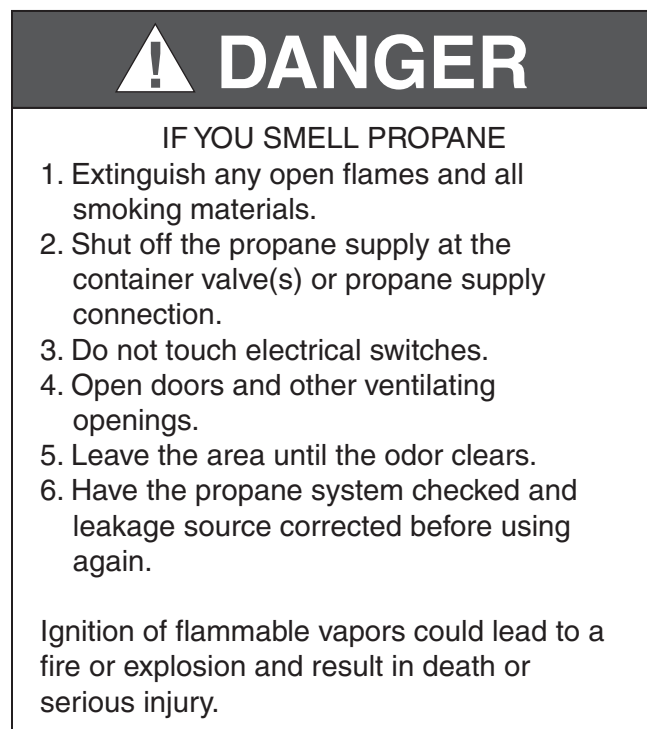 DANGER
IF YOU SMELL PROPANE
1. Extinguish any open flames and all
smoking materials.
2. Shut off the propane supply at the
container valve(s) or propane supply
connection.
3. Do not touch electrical switches.
4. Open doors and other ventilating
openings.
5. Leave the area until the odor clears.
6. Have the propane system checked and
leakage source corrected before using
again.
Ignition of flammable vapors could lead to a
fire or explosion and result in death or
serious injury.